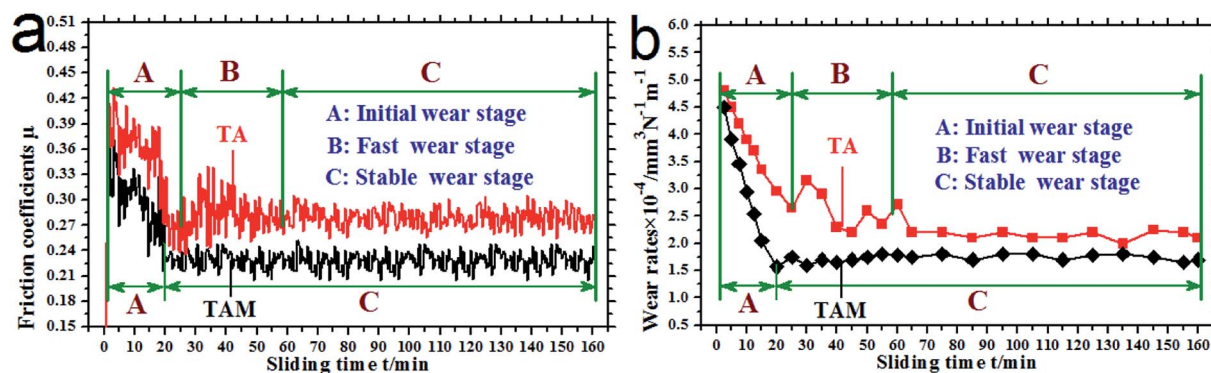 a
Friction coefficients μ
0.51
0.48
0.45
0.42
0.39
0.36
0.33
0.30
0.27
0.24
0.21
0.18
0.15
A B C
A: Initial wear stage
B: Fast wear stage
C: Stable wear stage
TA
A C
TAM
0 10 20 30 40 50 60 70 80 90 100 110 120 130 140 150 160
Sliding time t/min
b
Wear rates×10⁻⁴/mm³N⁻¹m⁻¹
6.0
5.5
5.0
4.5
4.0
3.5
3.0
2.5
2.0
1.5
1.0
0.5
A B C
A: Initial wear stage
B: Fast wear stage
C: Stable wear stage
TA
A C
TAM
0 10 20 30 40 50 60 70 80 90 100 110 120 130 140 150 160
Sliding time t/min